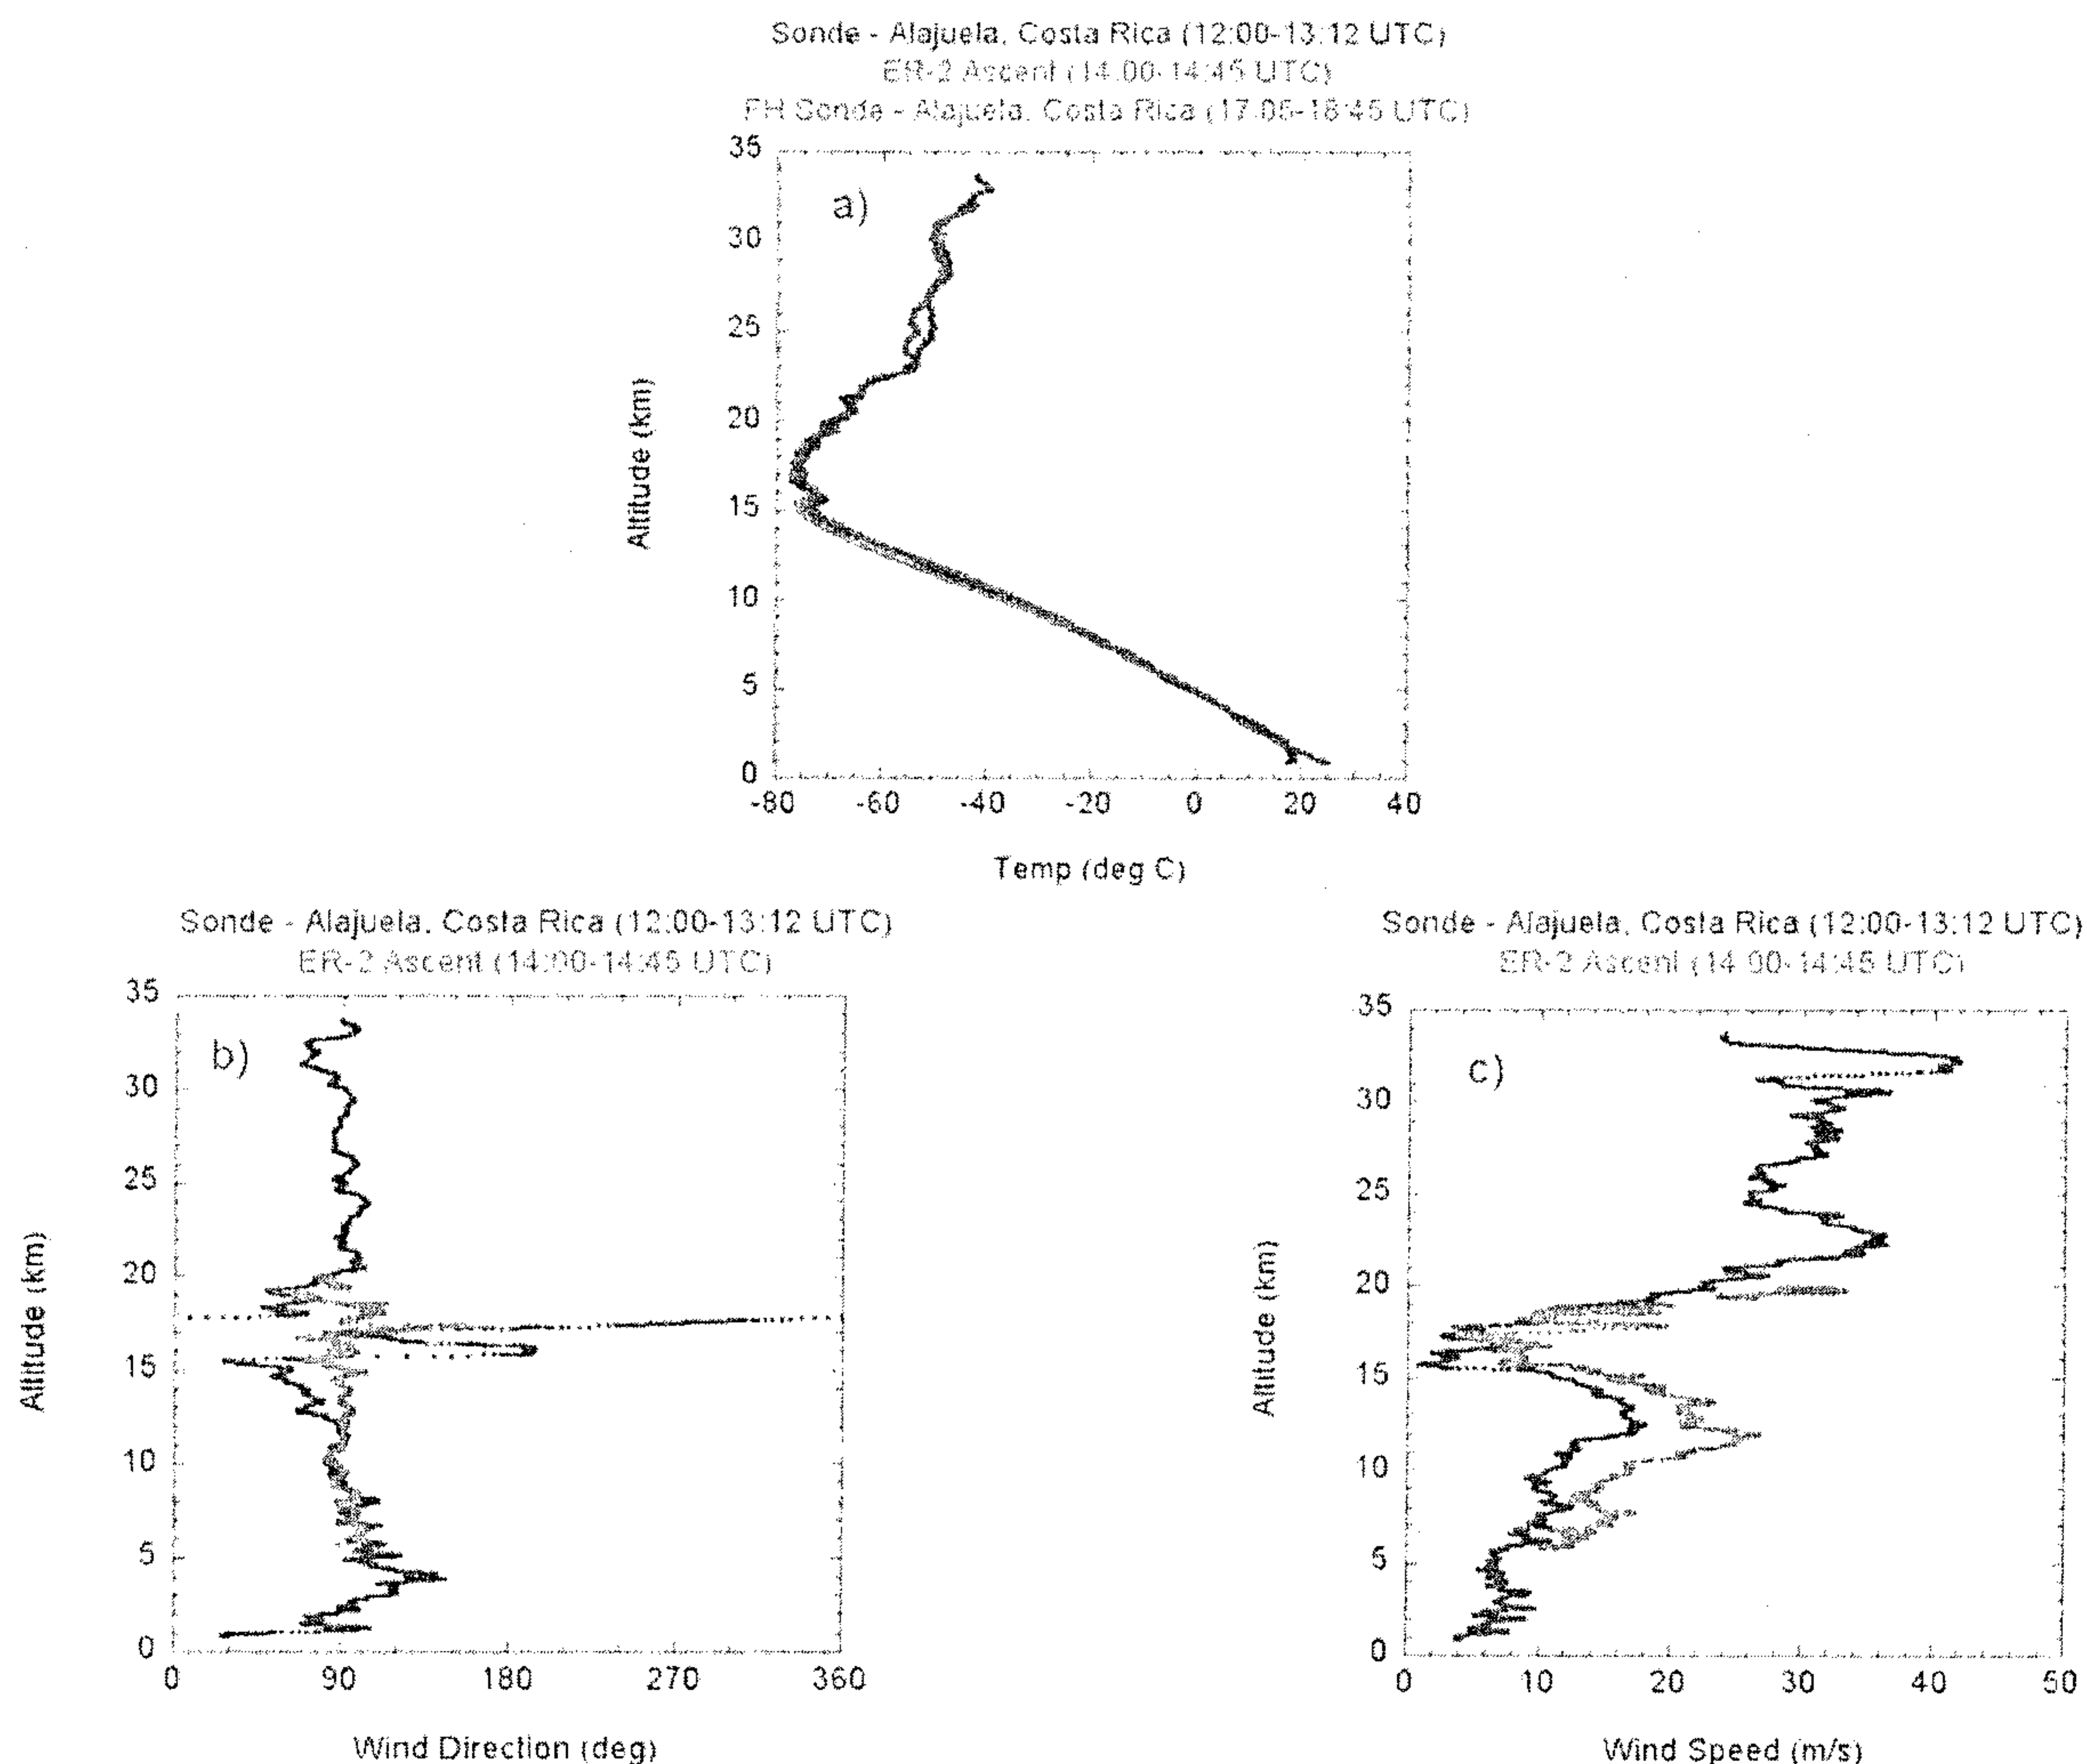 Sonde - Alajuela, Costa Rica (12:00-13:12 UTC)
ER-2 Ascent (14:00-14:45 UTC)
FH Sonde - Alajuela, Costa Rica (17:05-18:45 UTC)
a)
35
30
25
20
15
10
5
0
Altitude (km)
-80 -60 -40 -20 0 20 40
Temp (deg C)
Sonde - Alajuela, Costa Rica (12:00-13:12 UTC)
ER-2 Ascent (14:00-14:45 UTC)
b)
35
30
25
20
15
10
5
0
Altitude (km)
0 90 180 270 360
Wind Direction (deg)
Sonde - Alajuela, Costa Rica (12:00-13:12 UTC)
ER-2 Ascent (14:00-14:45 UTC)
c)
35
30
25
20
15
10
5
0
Altitude (km)
0 10 20 30 40 50
Wind Speed (m/s)